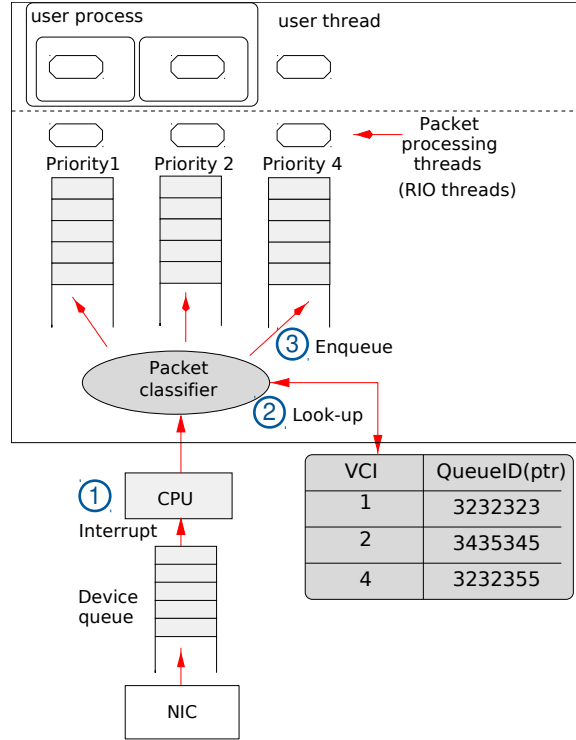 user process
user thread
Packet
processing
threads
(RIO threads)
Priority1
Priority 2
Priority 4
3 Enqueue
Packet
classifier
2 Look-up
VCI QueueID(ptr)
1 3232323
2 3435345
4 3232355
1
CPU
Interrupt
Device
queue
NIC